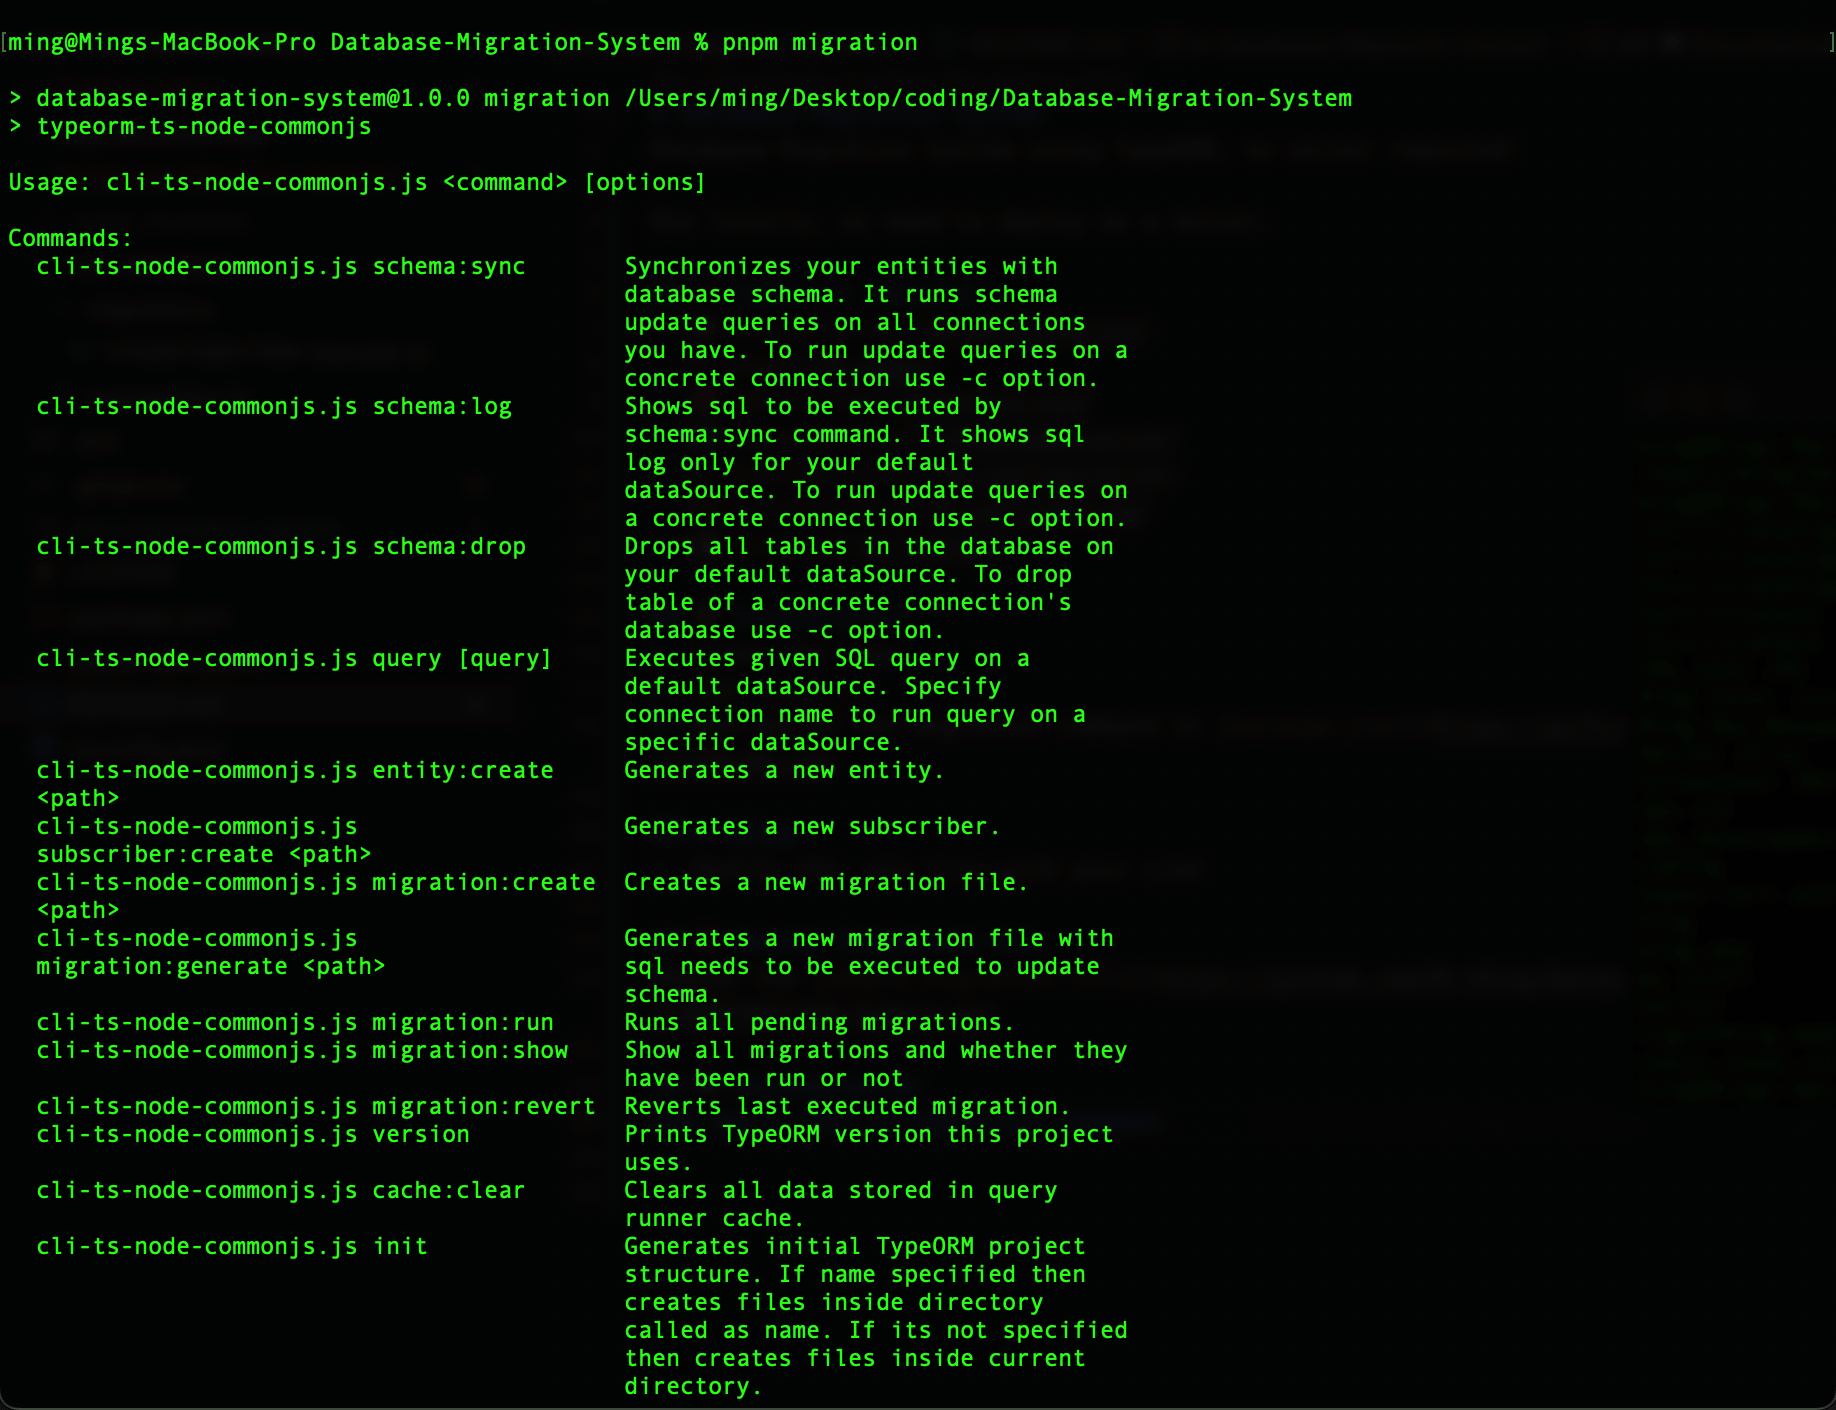 [ming@Mings-MacBook-Pro Database-Migration-System % pnpm migration ]
> database-migration-system@1.0.0 migration /Users/ming/Desktop/coding/Database-Migration-System
> typeorm-ts-node-commonjs
Usage: cli-ts-node-commonjs.js <command> [options]
Commands:
cli-ts-node-commonjs.js schema:sync Synchronizes your entities with
database schema. It runs schema
update queries on all connections
you have. To run update queries on a
concrete connection use -c option.
cli-ts-node-commonjs.js schema:log Shows sql to be executed by
schema:sync command. It shows sql
log only for your default
dataSource. To run update queries on
a concrete connection use -c option.
cli-ts-node-commonjs.js schema:drop Drops all tables in the database on
your default dataSource. To drop
table of a concrete connection's
database use -c option.
cli-ts-node-commonjs.js query [query] Executes given SQL query on a
default dataSource. Specify
connection name to run query on a
specific dataSource.
cli-ts-node-commonjs.js entity:create Generates a new entity.
<path>
cli-ts-node-commonjs.js Generates a new subscriber.
subscriber:create <path>
cli-ts-node-commonjs.js migration:create Creates a new migration file.
<path>
cli-ts-node-commonjs.js Generates a new migration file with
migration:generate <path> sql needs to be executed to update
schema.
cli-ts-node-commonjs.js migration:run Runs all pending migrations.
cli-ts-node-commonjs.js migration:show Show all migrations and whether they
have been run or not
cli-ts-node-commonjs.js migration:revert Reverts last executed migration.
cli-ts-node-commonjs.js version Prints TypeORM version this project
uses.
cli-ts-node-commonjs.js cache:clear Clears all data stored in query
runner cache.
cli-ts-node-commonjs.js init Generates initial TypeORM project
structure. If name specified then
creates files inside directory
called as name. If its not specified
then creates files inside current
directory.